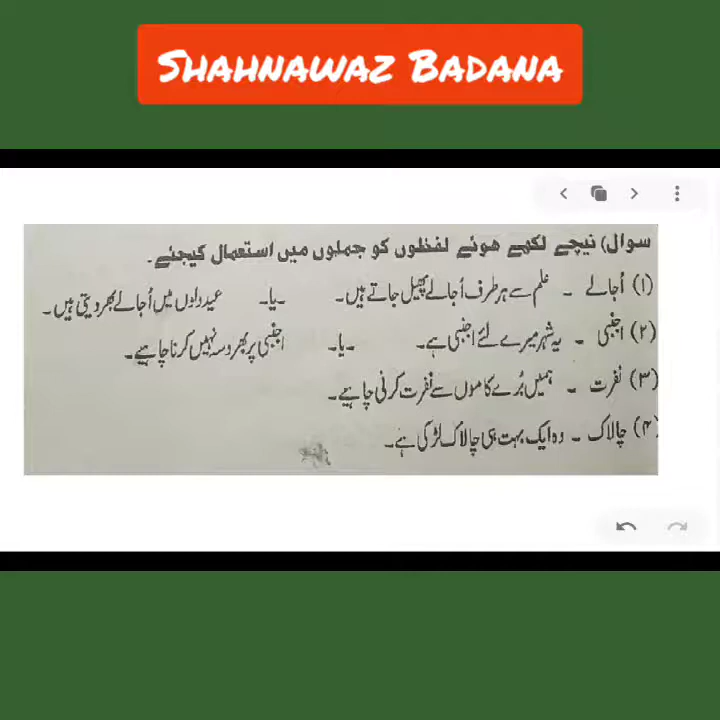 SHAHNAWAZ BADANA
سوال) نیچے لکھے ہوئے لفظوں کو جملوں میں استعمال کیجئے۔
(۱) اُجالے ۔ علم سے ہر طرف اُجالے پھیل جاتے ہیں۔ ۔یا۔ عید دلوں میں اُجالے بھر دیتی ہیں۔
(۲) اجنبی ۔ یہ شہر میرے لئے اجنبی ہے۔ ۔یا۔ اجنبی پر بھروسہ نہیں کرنا چاہیے۔
(۳) نفرت ۔ ہمیں بُرے کاموں سے نفرت کرنی چاہیے۔
(۴) چالاک ۔ وہ ایک بہت ہی چالاک لڑکی ہے۔